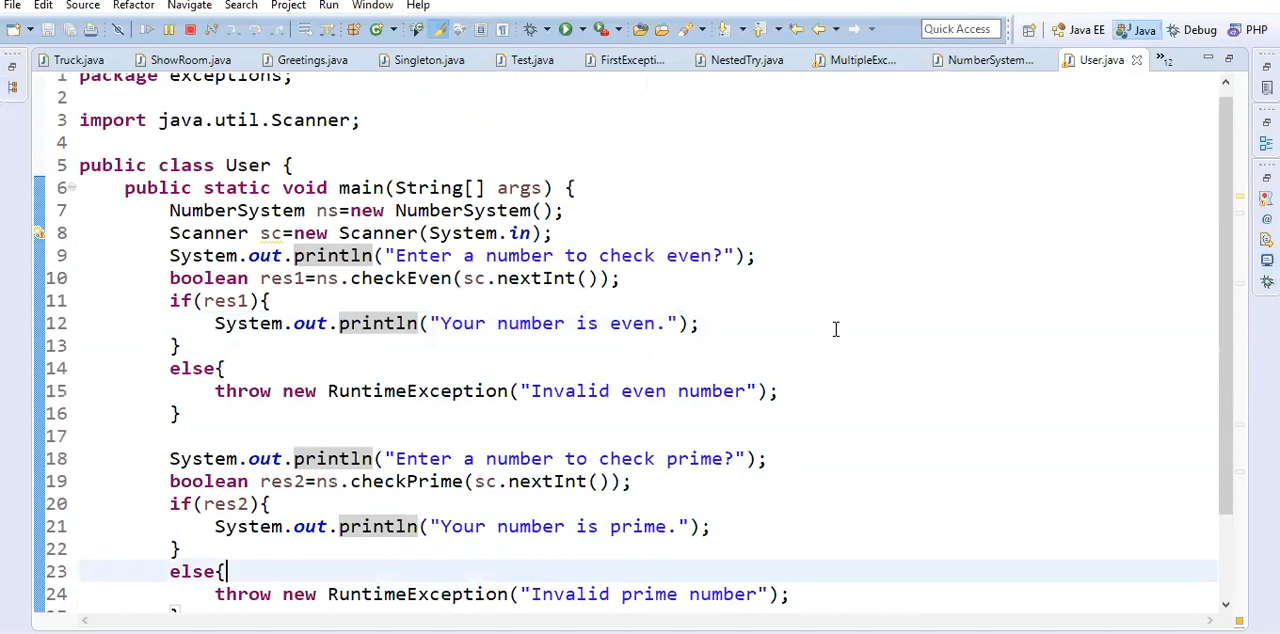 File Edit Source Refactor Navigate Search Project Run Window Help
Quick Access Java EE Java Debug PHP
Truck.java ShowRoom.java Greetings.java Singleton.java Test.java FirstExcepti... NestedTry.java MultipleExc... NumberSystem... User.java »12
1 package exceptions;
2
3 import java.util.Scanner;
4
5 public class User {
6 public static void main(String[] args) {
7 NumberSystem ns=new NumberSystem();
8 Scanner sc=new Scanner(System.in);
9 System.out.println("Enter a number to check even?");
10 boolean res1=ns.checkEven(sc.nextInt());
11 if(res1){
12 System.out.println("Your number is even.");
13 }
14 else{
15 throw new RuntimeException("Invalid even number");
16 }
17
18 System.out.println("Enter a number to check prime?");
19 boolean res2=ns.checkPrime(sc.nextInt());
20 if(res2){
21 System.out.println("Your number is prime.");
22 }
23 else{
24 throw new RuntimeException("Invalid prime number");